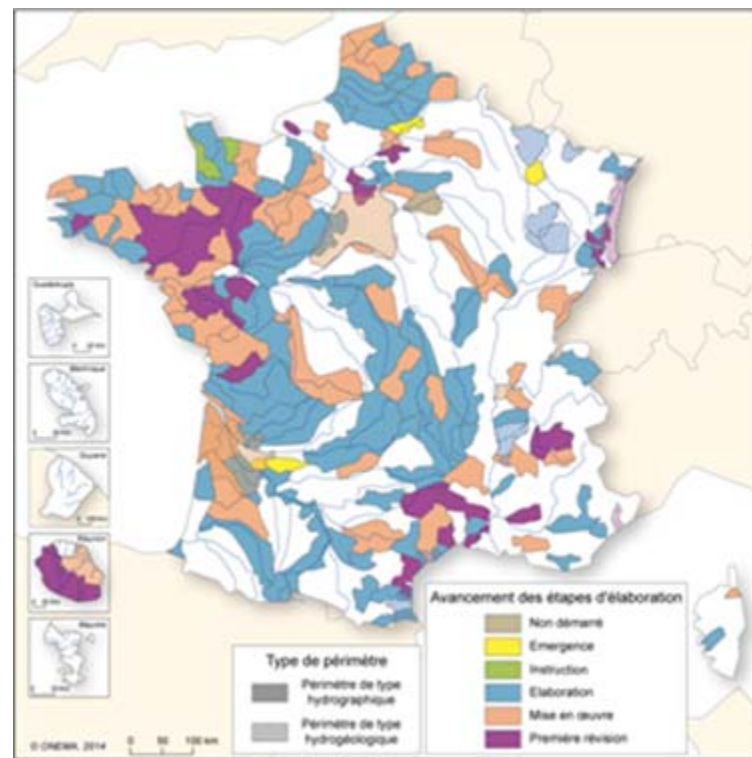 Guadeloupe
Martinique
Guyane
Réunion
Mayotte
Type de périmètre
Périmètre de type
hydrographique
Périmètre de type
hydrogéologique
Avancement des étapes d'élaboration
Non démarré
Emergence
Instruction
Elaboration
Mise en œuvre
Première révision
© ONEMA, 2014
0 50 100 km